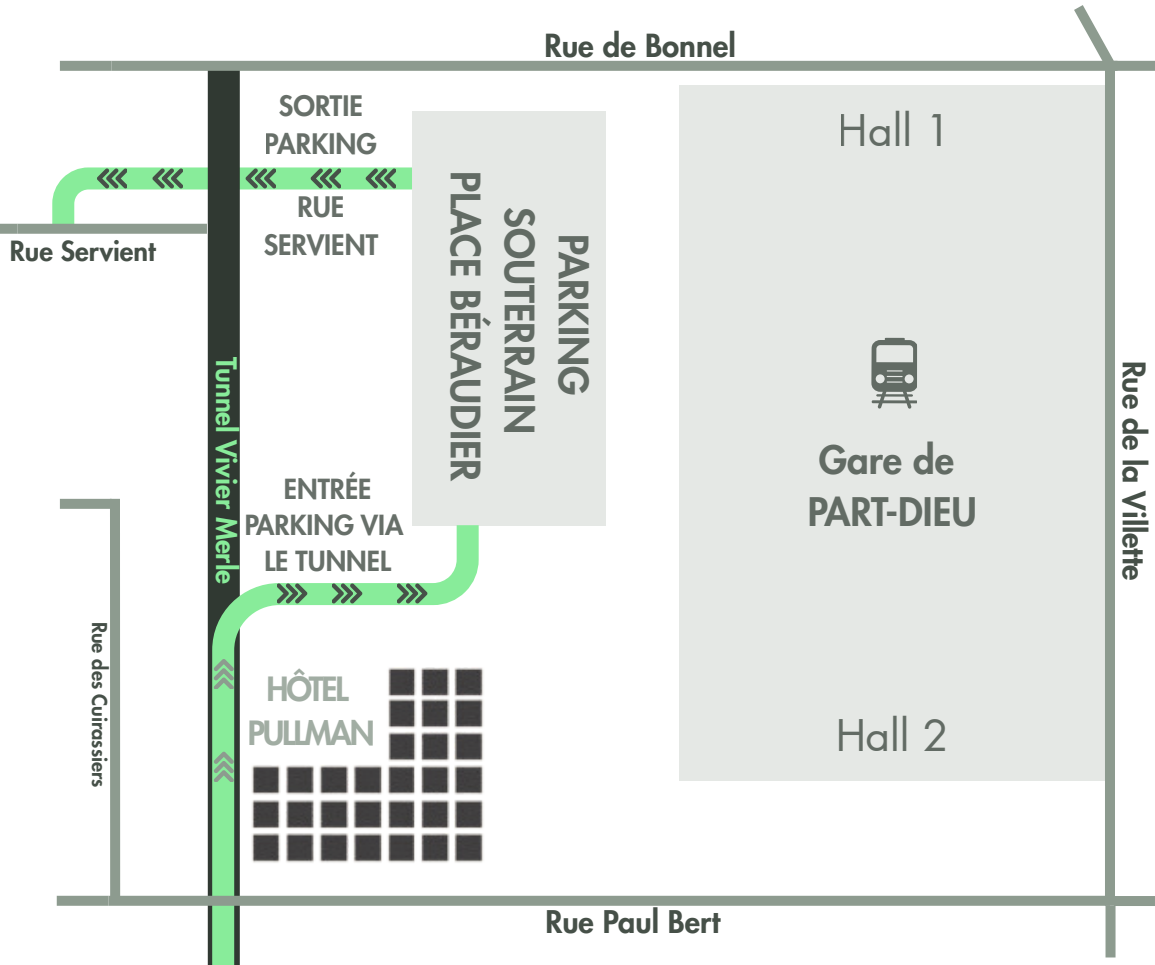 Rue de Bonnel
SORTIE
PARKING
RUE
SERVIENT
Rue Servient
PARKING
SOUTERRAIN
PLACE BÉRAUDIER
Hall 1
Tunnel Vivier Merle
Gare de
PART-DIEU
Rue de la Villette
ENTRÉE
PARKING VIA
LE TUNNEL
Rue des Cuirassiers
HÔTEL
PULLMAN
Hall 2
Rue Paul Bert